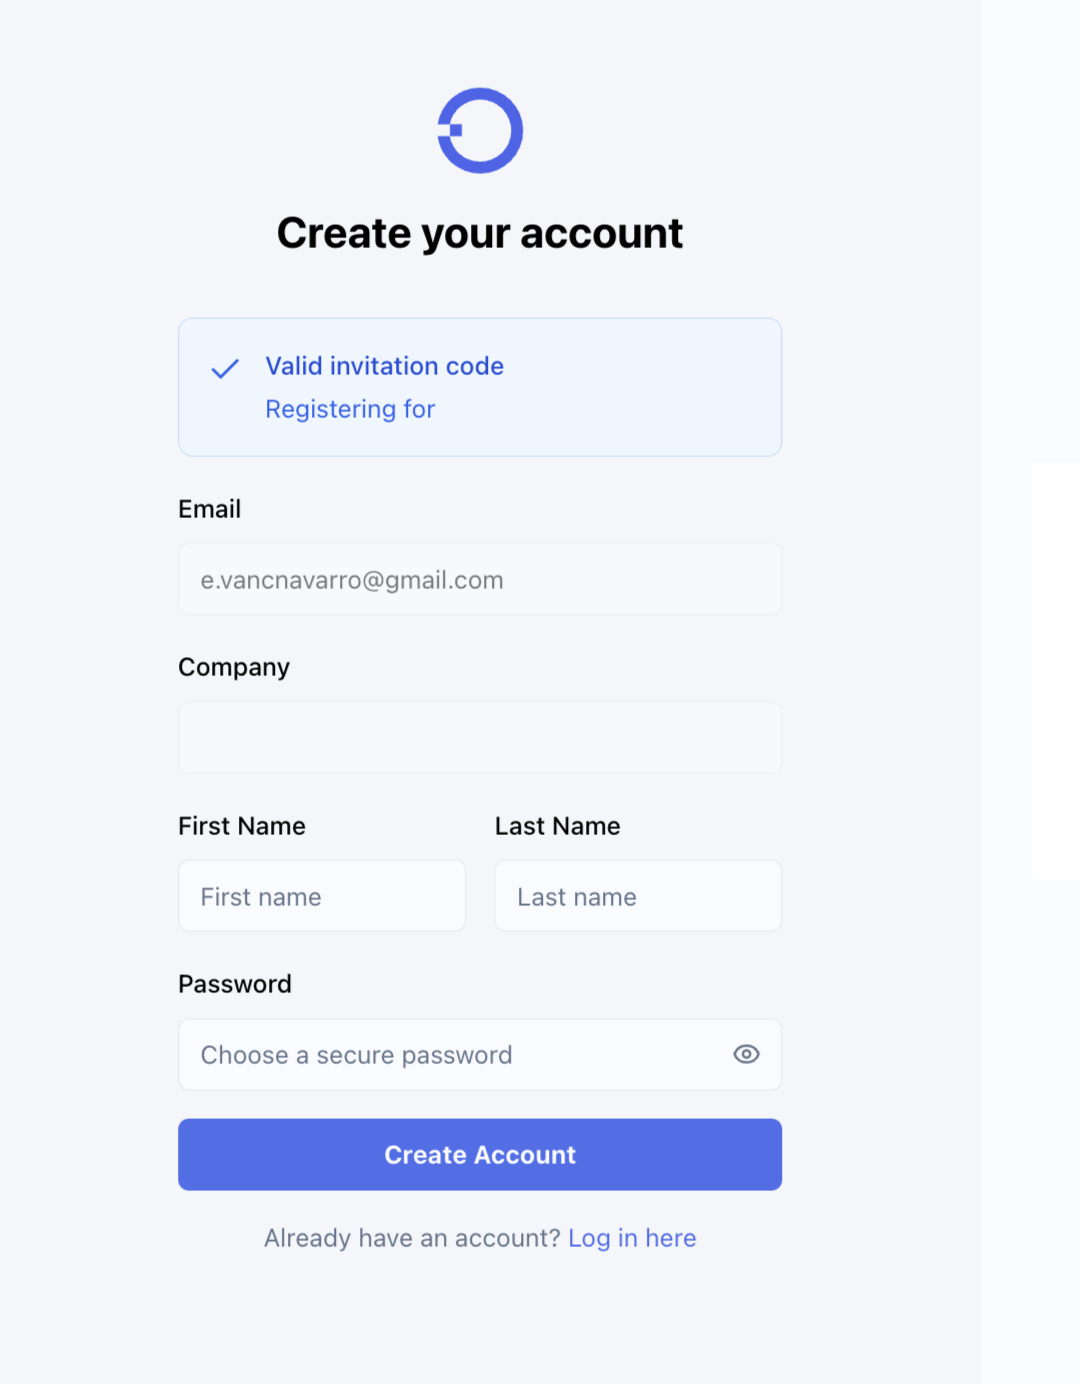 Create your account
Valid invitation code
Registering for
Email
e.vancnavarro@gmail.com
Company
First Name
Last Name
First name
Last name
Password
Choose a secure password
Create Account
Already have an account? Log in here